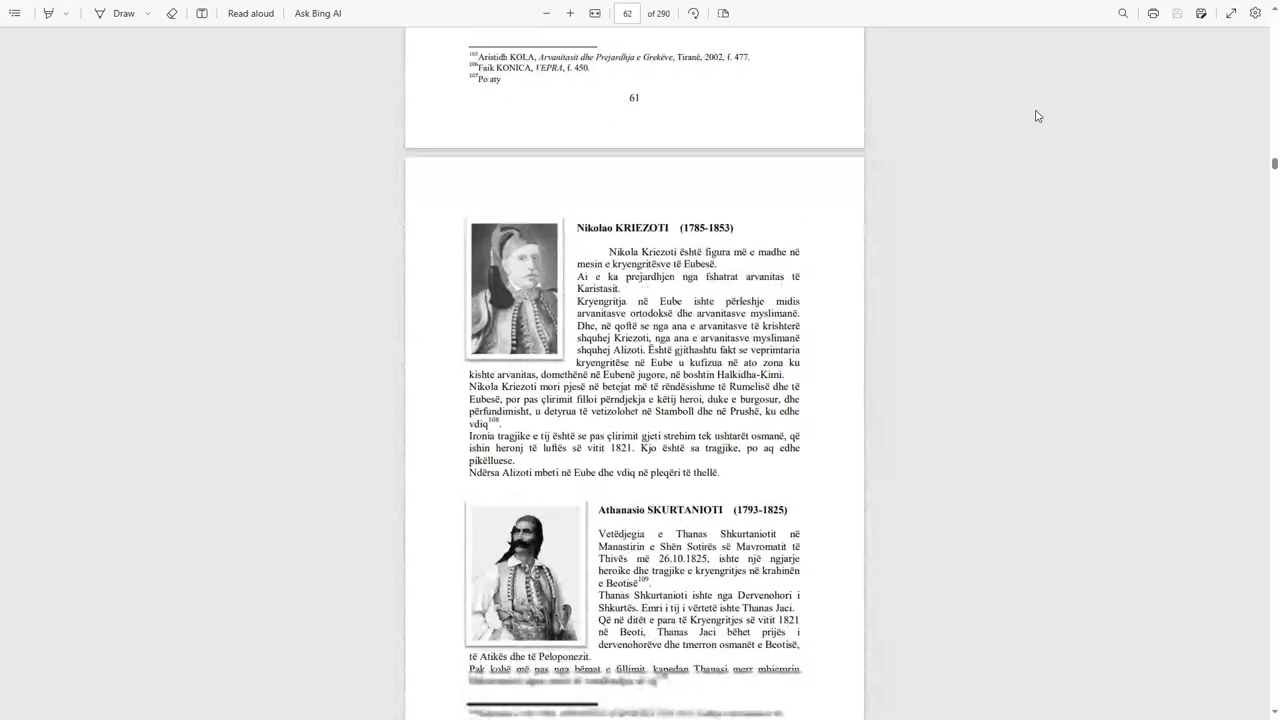 Draw
Read aloud
Ask Bing AI
62
of 290
105Aristidh KOLA, Arvanitasit dhe Prejardhja e Grekëve, Tiranë, 2002, f. 477.
106Faik KONICA, VEPRA, f. 450.
107Po aty
61
Nikolao KRIEZOTI (1785-1853)
Nikola Kriezoti është figura më e madhe në
mesin e kryengritësve të Eubesë.
Ai e ka prejardhjen nga fshatrat arvanitas të
Karistasit.
Kryengritja në Eube ishte përleshje midis
arvanitasve ortodoksë dhe arvanitasve myslimanë.
Dhe, në qoftë se nga ana e arvanitasve të krishterë
shquhej Kriezoti, nga ana e arvanitasve myslimanë
shquhej Alizoti. Është gjithashtu fakt se veprimtaria
kryengritëse në Eube u kufizua në ato zona ku
kishte arvanitas, domethënë në Eubenë jugore, në boshtin Halkidha-Kimi.
Nikola Kriezoti mori pjesë në betejat më të rëndësishme të Rumelisë dhe të
Eubesë, por pas çlirimit filloi përndjekja e këtij heroi, duke e burgosur, dhe
përfundimisht, u detyrua të vetizolohet në Stamboll dhe në Prushë, ku edhe
vdiq108.
Ironia tragjike e tij është se pas çlirimit gjeti strehim tek ushtarët osmanë, që
ishin heronj të luftës së vitit 1821. Kjo është sa tragjike, po aq edhe
pikëlluese.
Ndërsa Alizoti mbeti në Eube dhe vdiq në pleqëri të thellë.
Athanasio SKURTANIOTI (1793-1825)
Vetëdjegia e Thanas Shkurtaniotit në
Manastirin e Shën Sotirës së Mavromatit të
Thivës më 26.10.1825, ishte një ngjarje
heroike dhe tragjike e kryengritjes në krahinën
e Beotisë109.
Thanas Shkurtanioti ishte nga Dervenohori i
Shkurtës. Emri i tij i vërtetë ishte Thanas Jaci.
Që në ditët e para të Kryengritjes së vitit 1821
në Beoti, Thanas Jaci bëhet prijës i
dervenohorëve dhe tmerron osmanët e Beotisë,
të Atikës dhe të Peloponezit.
Pak kohë më pas nga bëmat e fillimit, kapedan Thanasi merr mbiemrin